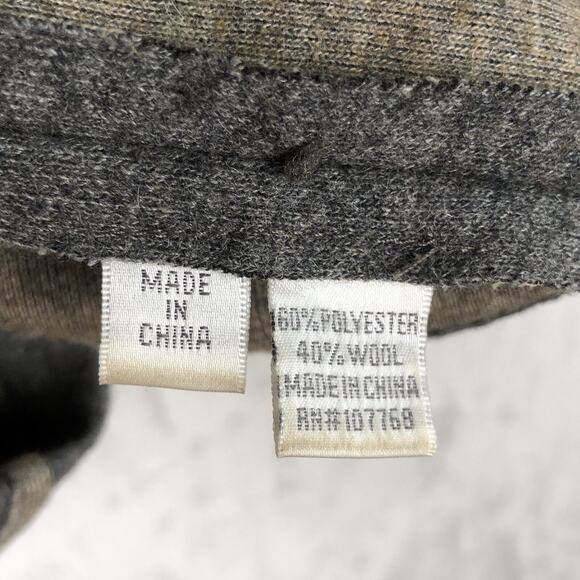 MADE
IN
CHINA
60%POLYESTER
40%WOOL
MADE IN CHINA
RN#107768